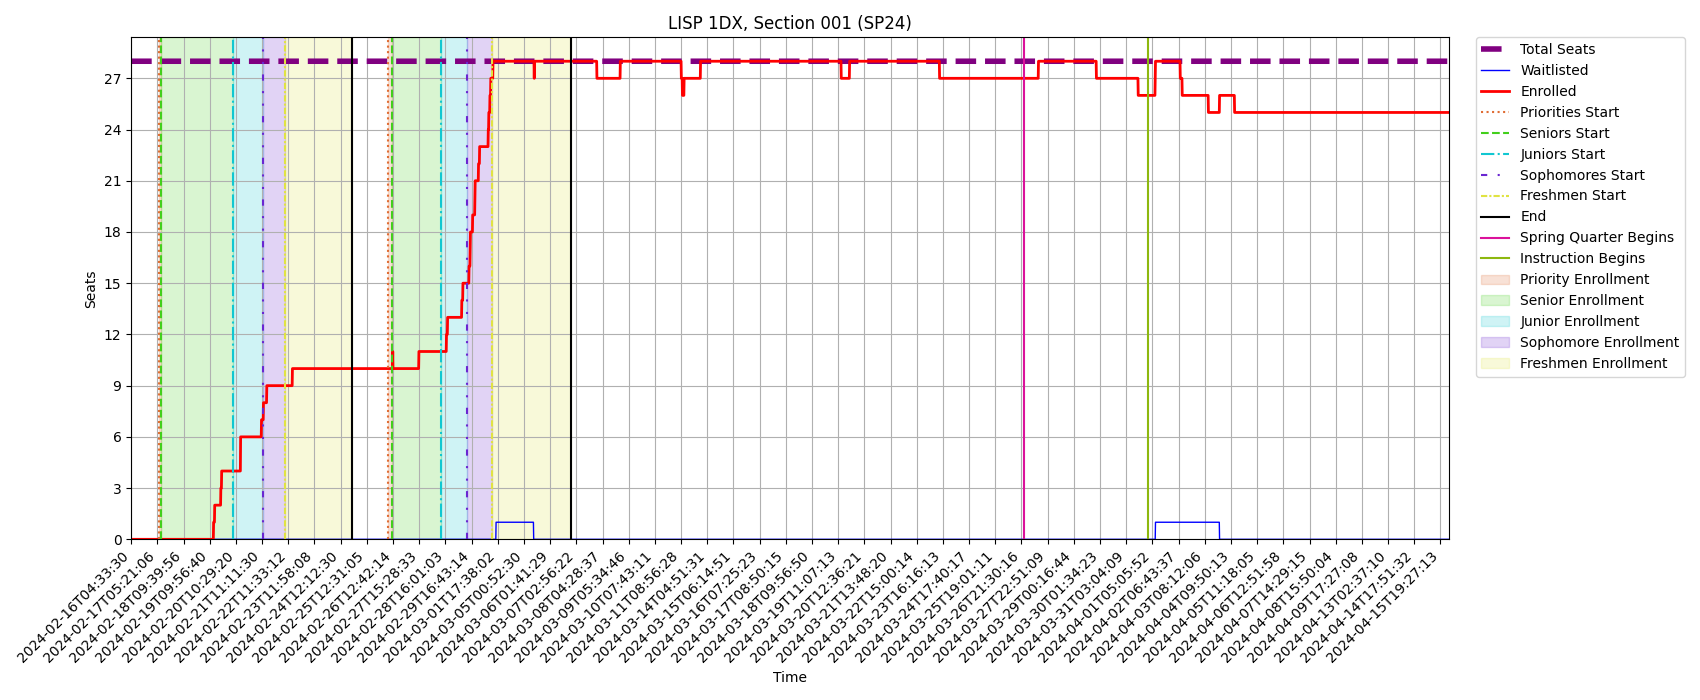 LISP 1DX, Section 001 (SP24)
Seats
27
24
21
18
15
12
9
6
3
0
2024-02-16T04:33:30
2024-02-17T05:21:06
2024-02-18T09:39:56
2024-02-19T09:56:40
2024-02-20T10:29:20
2024-02-21T11:11:30
2024-02-22T11:33:12
2024-02-23T11:58:08
2024-02-24T12:12:30
2024-02-25T12:31:05
2024-02-26T12:42:14
2024-02-27T15:28:33
2024-02-28T16:01:03
2024-02-29T16:43:14
2024-03-01T17:38:02
2024-03-05T00:52:30
2024-03-06T01:41:29
2024-03-07T02:56:22
2024-03-08T04:28:37
2024-03-09T05:34:46
2024-03-10T07:43:11
2024-03-11T08:56:28
2024-03-14T04:51:31
2024-03-15T06:14:51
2024-03-16T07:25:23
2024-03-17T08:50:15
2024-03-18T09:56:50
2024-03-19T11:07:13
2024-03-20T12:36:21
2024-03-21T13:48:20
2024-03-22T15:00:14
2024-03-23T16:16:13
2024-03-24T17:40:17
2024-03-25T19:01:11
2024-03-26T21:30:16
2024-03-27T22:51:09
2024-03-29T00:16:44
2024-03-30T01:34:23
2024-03-31T03:04:09
2024-04-01T05:05:52
2024-04-02T06:43:37
2024-04-03T08:12:06
2024-04-04T09:50:13
2024-04-05T11:18:05
2024-04-06T12:51:58
2024-04-07T14:29:15
2024-04-08T15:50:04
2024-04-09T17:27:08
2024-04-13T02:37:10
2024-04-14T17:51:32
2024-04-15T19:27:13
Time
Total Seats
Waitlisted
Enrolled
Priorities Start
Seniors Start
Juniors Start
Sophomores Start
Freshmen Start
End
Spring Quarter Begins
Instruction Begins
Priority Enrollment
Senior Enrollment
Junior Enrollment
Sophomore Enrollment
Freshmen Enrollment